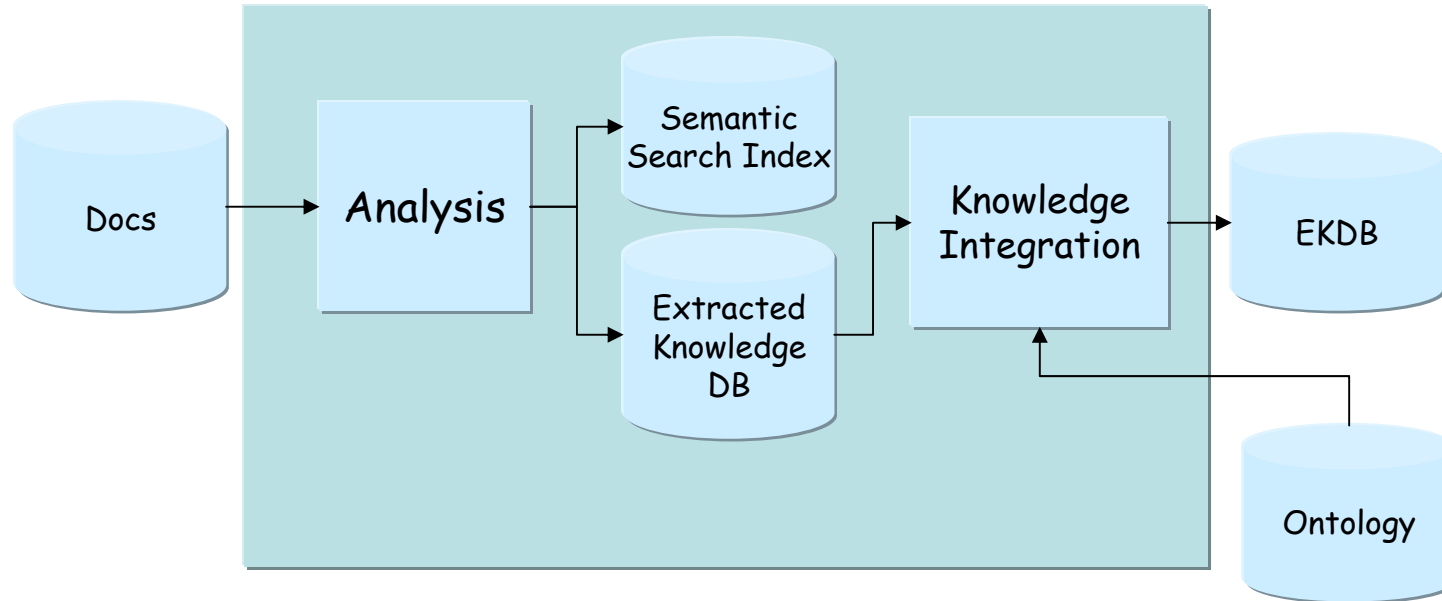 Docs
Analysis
Semantic
Search Index
Extracted
Knowledge
DB
Knowledge
Integration
EKDB
Ontology